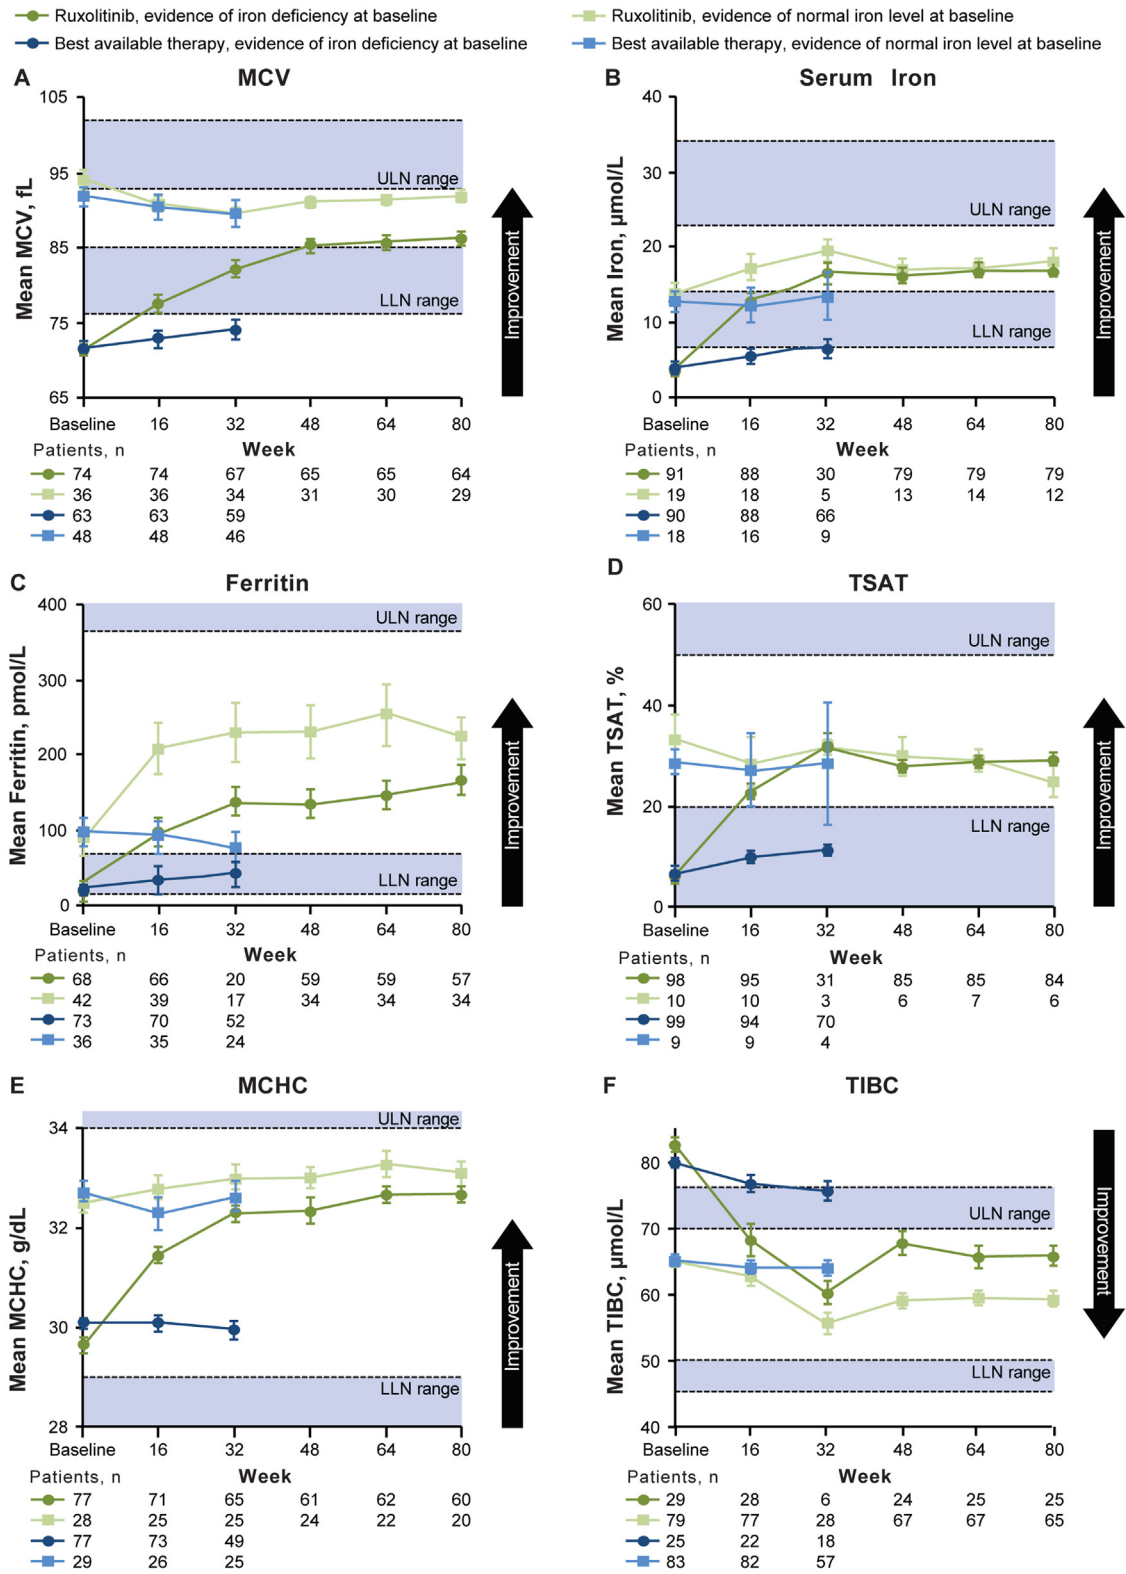 Ruxolitinib, evidence of iron deficiency at baseline
Ruxolitinib, evidence of normal iron level at baseline
Best available therapy, evidence of iron deficiency at baseline
Best available therapy, evidence of normal iron level at baseline
A
MCV
105
95
85
75
65
Mean MCV, fL
ULN range
LLN range
Improvement
Baseline 16 32 48 64 80
Patients, n Week
74 74 67 65 65 64
36 36 34 31 30 29
63 63 59
48 48 46
B
Serum Iron
40
30
20
10
0
Mean Iron, µmol/L
ULN range
LLN range
Improvement
Baseline 16 32 48 64 80
Patients, n Week
91 88 30 79 79 79
19 18 5 13 14 12
90 88 66
18 16 9
C
Ferritin
400
300
200
100
0
Mean Ferritin, pmol/L
ULN range
LLN range
Improvement
Baseline 16 32 48 64 80
Patients, n Week
68 66 20 59 59 57
42 39 17 34 34 34
73 70 52
36 35 24
D
TSAT
60
40
20
0
Mean TSAT, %
ULN range
LLN range
Improvement
Baseline 16 32 48 64 80
Patients, n Week
98 95 31 85 85 84
10 10 3 6 7 6
99 94 70
9 9 4
E
MCHC
34
32
30
28
Mean MCHC, g/dL
ULN range
LLN range
Improvement
Baseline 16 32 48 64 80
Patients, n Week
77 71 65 61 62 60
28 25 25 24 22 20
77 73 49
29 26 25
F
TIBC
80
70
60
50
40
Mean TIBC, µmol/L
ULN range
LLN range
Improvement
Baseline 16 32 48 64 80
Patients, n Week
29 28 6 24 25 25
79 77 28 67 67 65
25 22 18
83 82 57